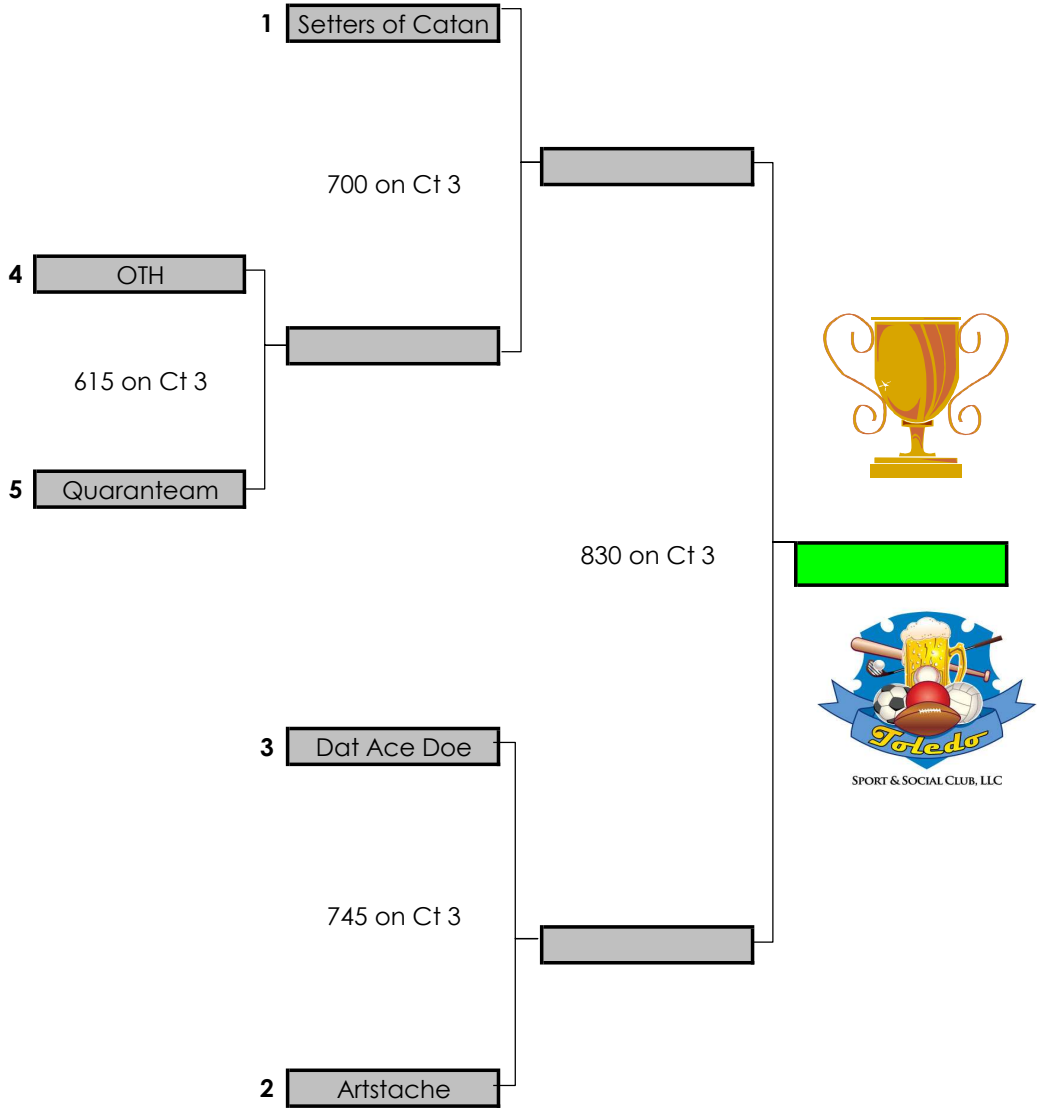 1 Setters of Catan
700 on Ct 3
4 OTH
615 on Ct 3
5 Quaranteam
830 on Ct 3
3 Dat Ace Doe
Toledo
SPORT & SOCIAL CLUB, LLC
745 on Ct 3
2 Artstache